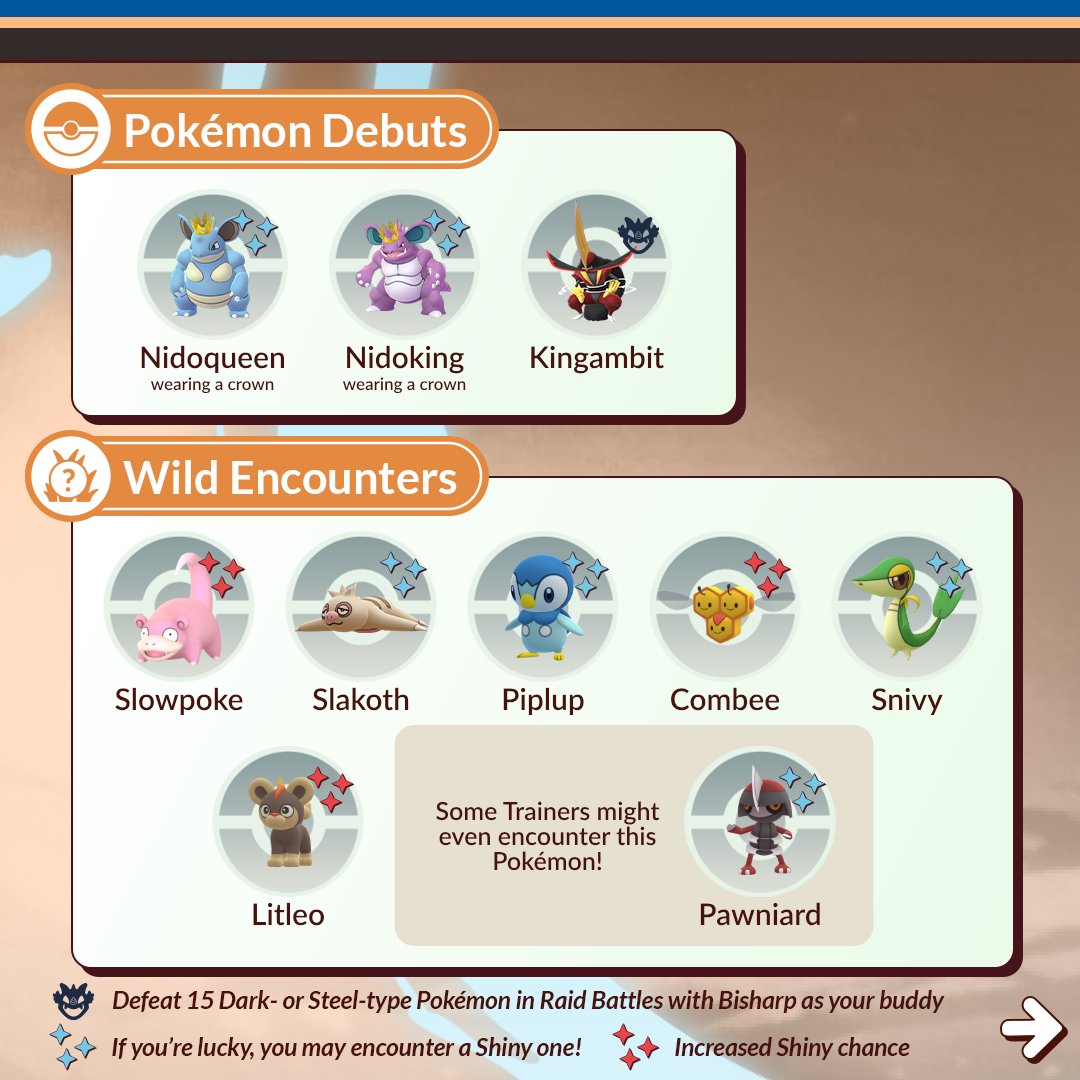 Pokémon Debuts
Nidoqueen
wearing a crown
Nidoking
wearing a crown
Kingambit
Wild Encounters
?
Slowpoke
Slakoth
Piplup
Combee
Snivy
Litleo
Some Trainers might
even encounter this
Pokémon!
Pawniard
Defeat 15 Dark- or Steel-type Pokémon in Raid Battles with Bisharp as your buddy
If you're lucky, you may encounter a Shiny one!
Increased Shiny chance